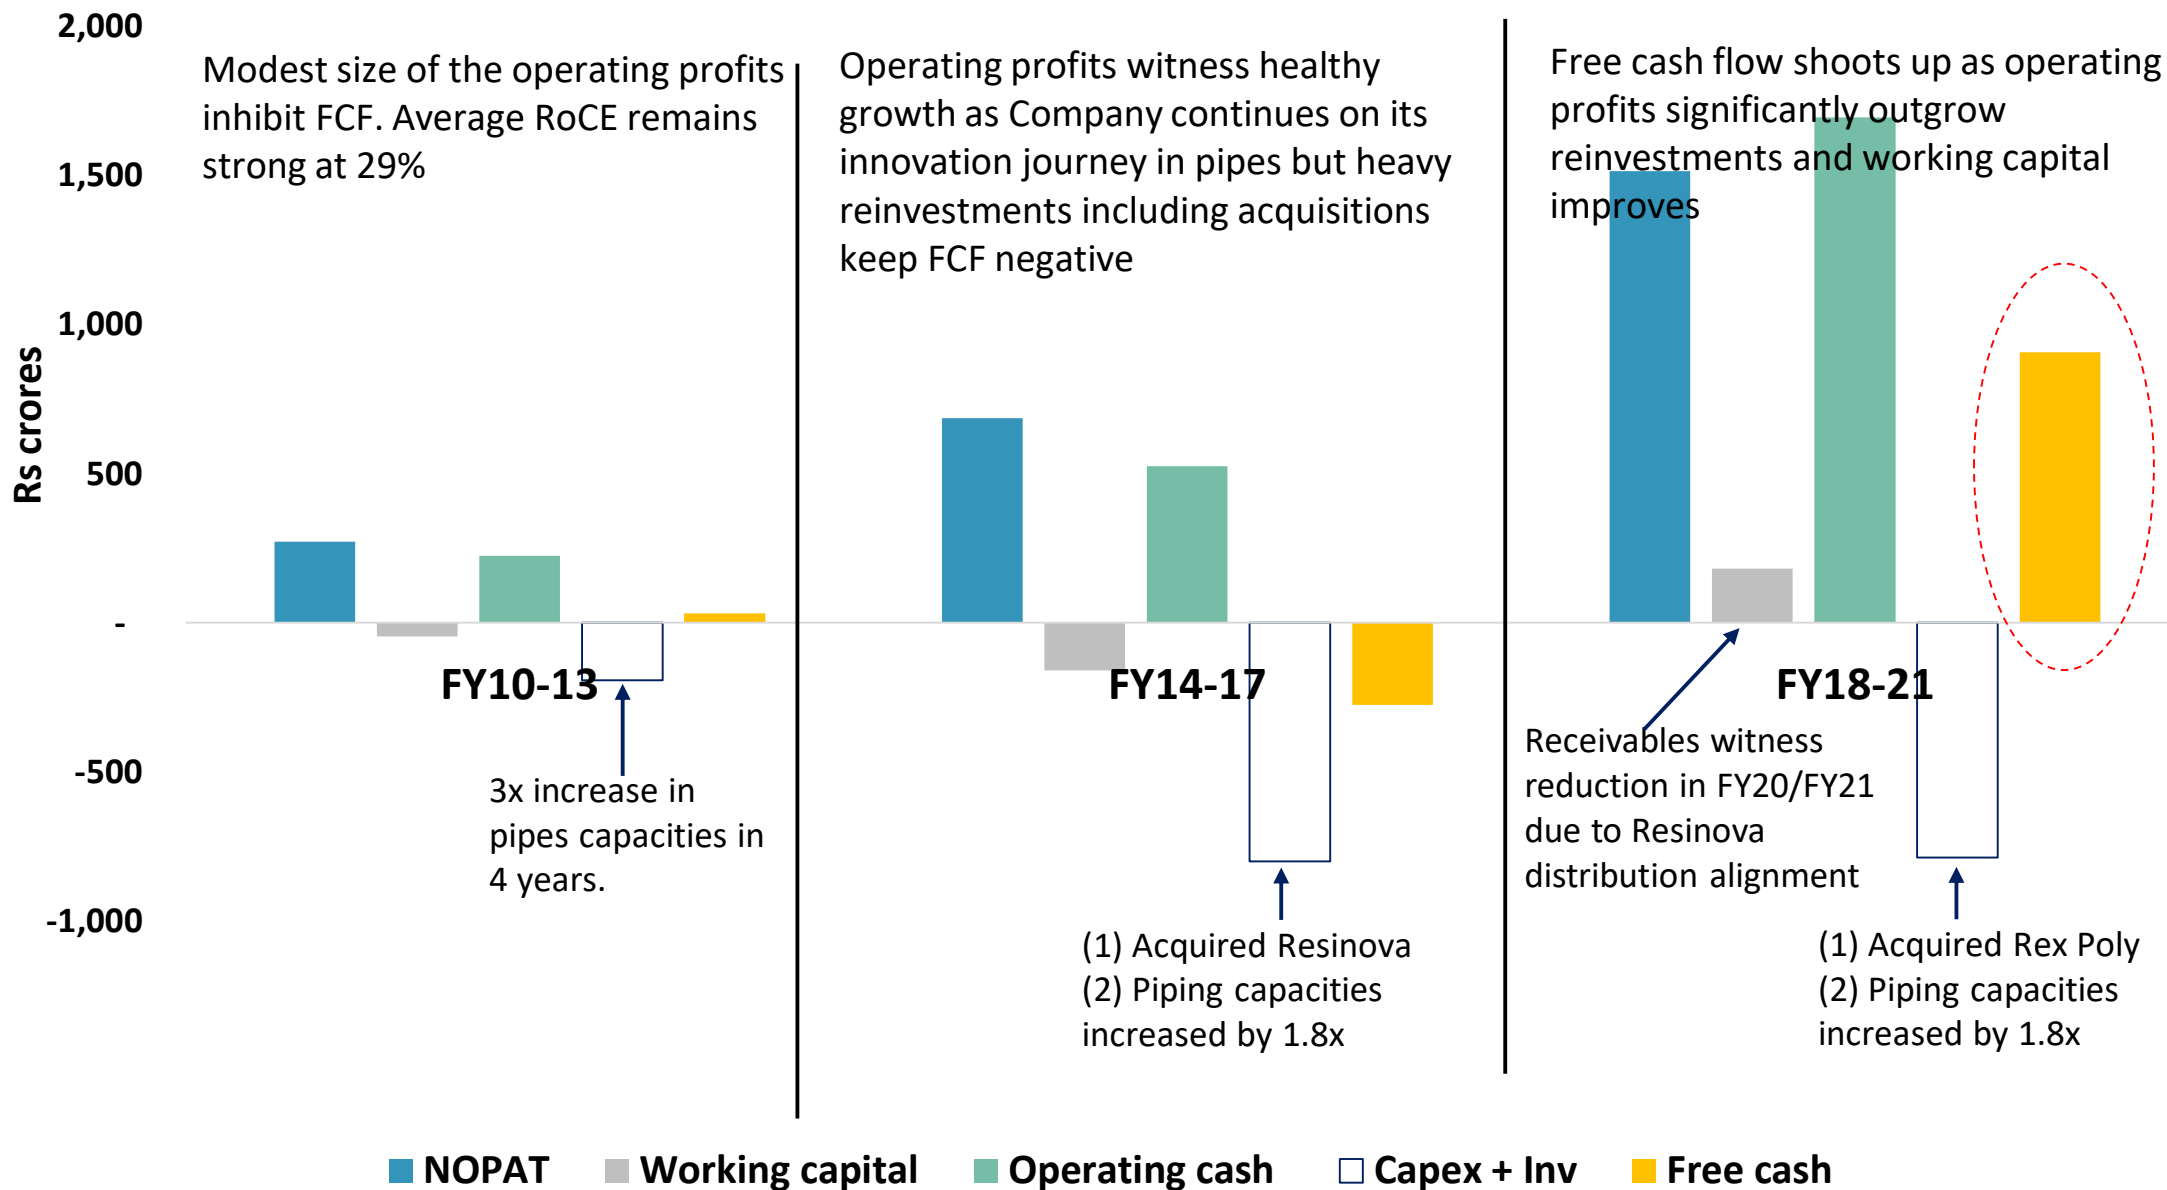 2,000
1,500
1,000
500
-
-500
-1,000
Rs crores
Modest size of the operating profits
inhibit FCF. Average RoCE remains
strong at 29%
Operating profits witness healthy
growth as Company continues on its
innovation journey in pipes but heavy
reinvestments including acquisitions
keep FCF negative
Free cash flow shoots up as operating
profits significantly outgrow
reinvestments and working capital
improves
FY10-13
FY14-17
FY18-21
3x increase in
pipes capacities in
4 years.
(1) Acquired Resinova
(2) Piping capacities
increased by 1.8x
Receivables witness
reduction in FY20/FY21
due to Resinova
distribution alignment
(1) Acquired Rex Poly
(2) Piping capacities
increased by 1.8x
NOPAT
Working capital
Operating cash
Capex + Inv
Free cash